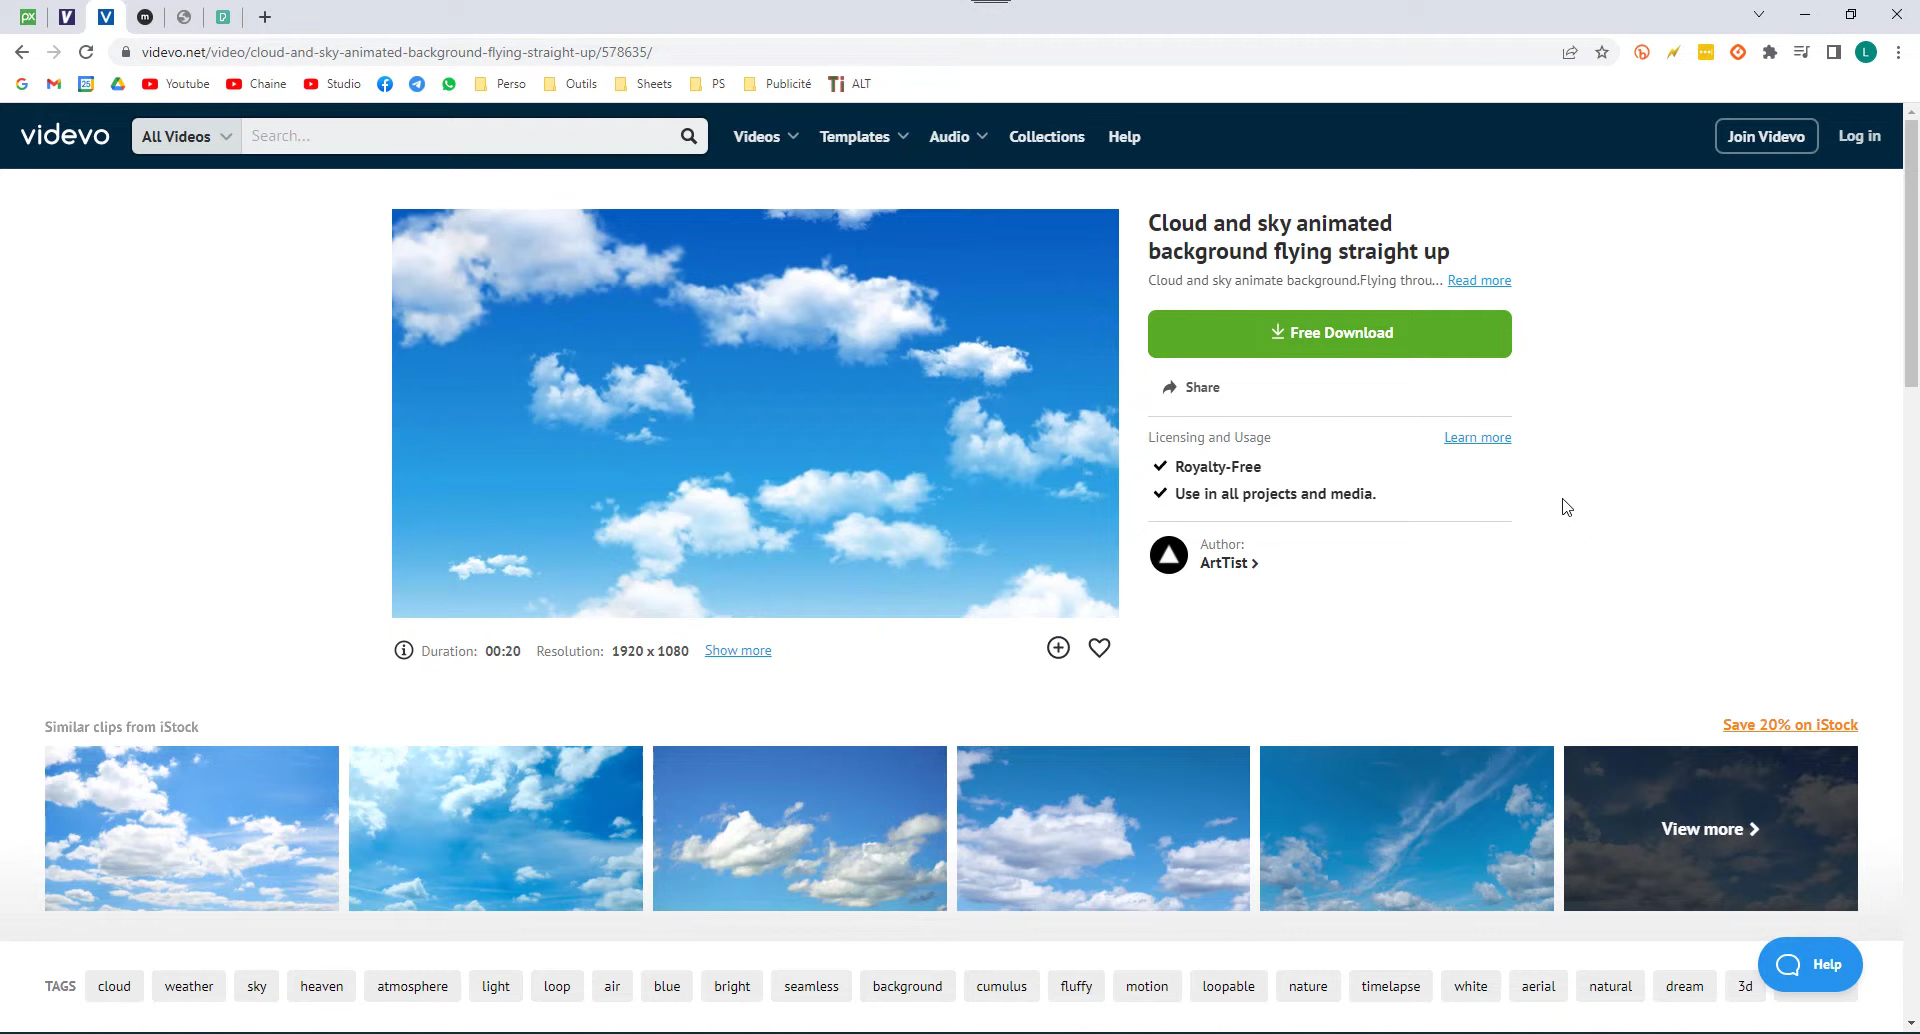 videvo.net/video/cloud-and-sky-animated-background-flying-straight-up/578635/
L
Youtube Chaine Studio Perso Outils Sheets PS Publicité ALT
videvo All Videos Search... Videos Templates Audio Collections Help Join Videvo Log in
Cloud and sky animated
background flying straight up
Cloud and sky animate background.Flying throu... Read more
Free Download
Share
Licensing and Usage Learn more
Royalty-Free
Use in all projects and media.
Author:
ArtTist
Duration: 00:20 Resolution: 1920 x 1080 Show more
Similar clips from iStock Save 20% on iStock
View more
Help
TAGS cloud weather sky heaven atmosphere light loop air blue bright seamless background cumulus fluffy motion loopable nature timelapse white aerial natural dream 3d